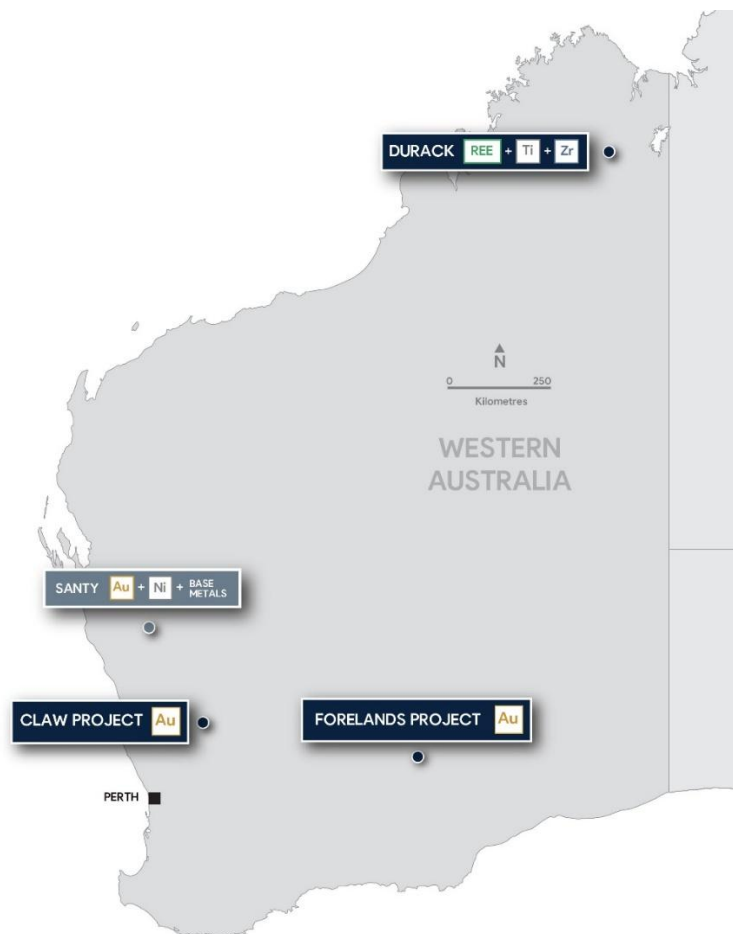 DURACK REE + Ti + Zr
N
0 250
Kilometres
WESTERN
AUSTRALIA
SANTY Au + Ni + BASE
METALS
CLAW PROJECT Au
FORELANDS PROJECT Au
PERTH